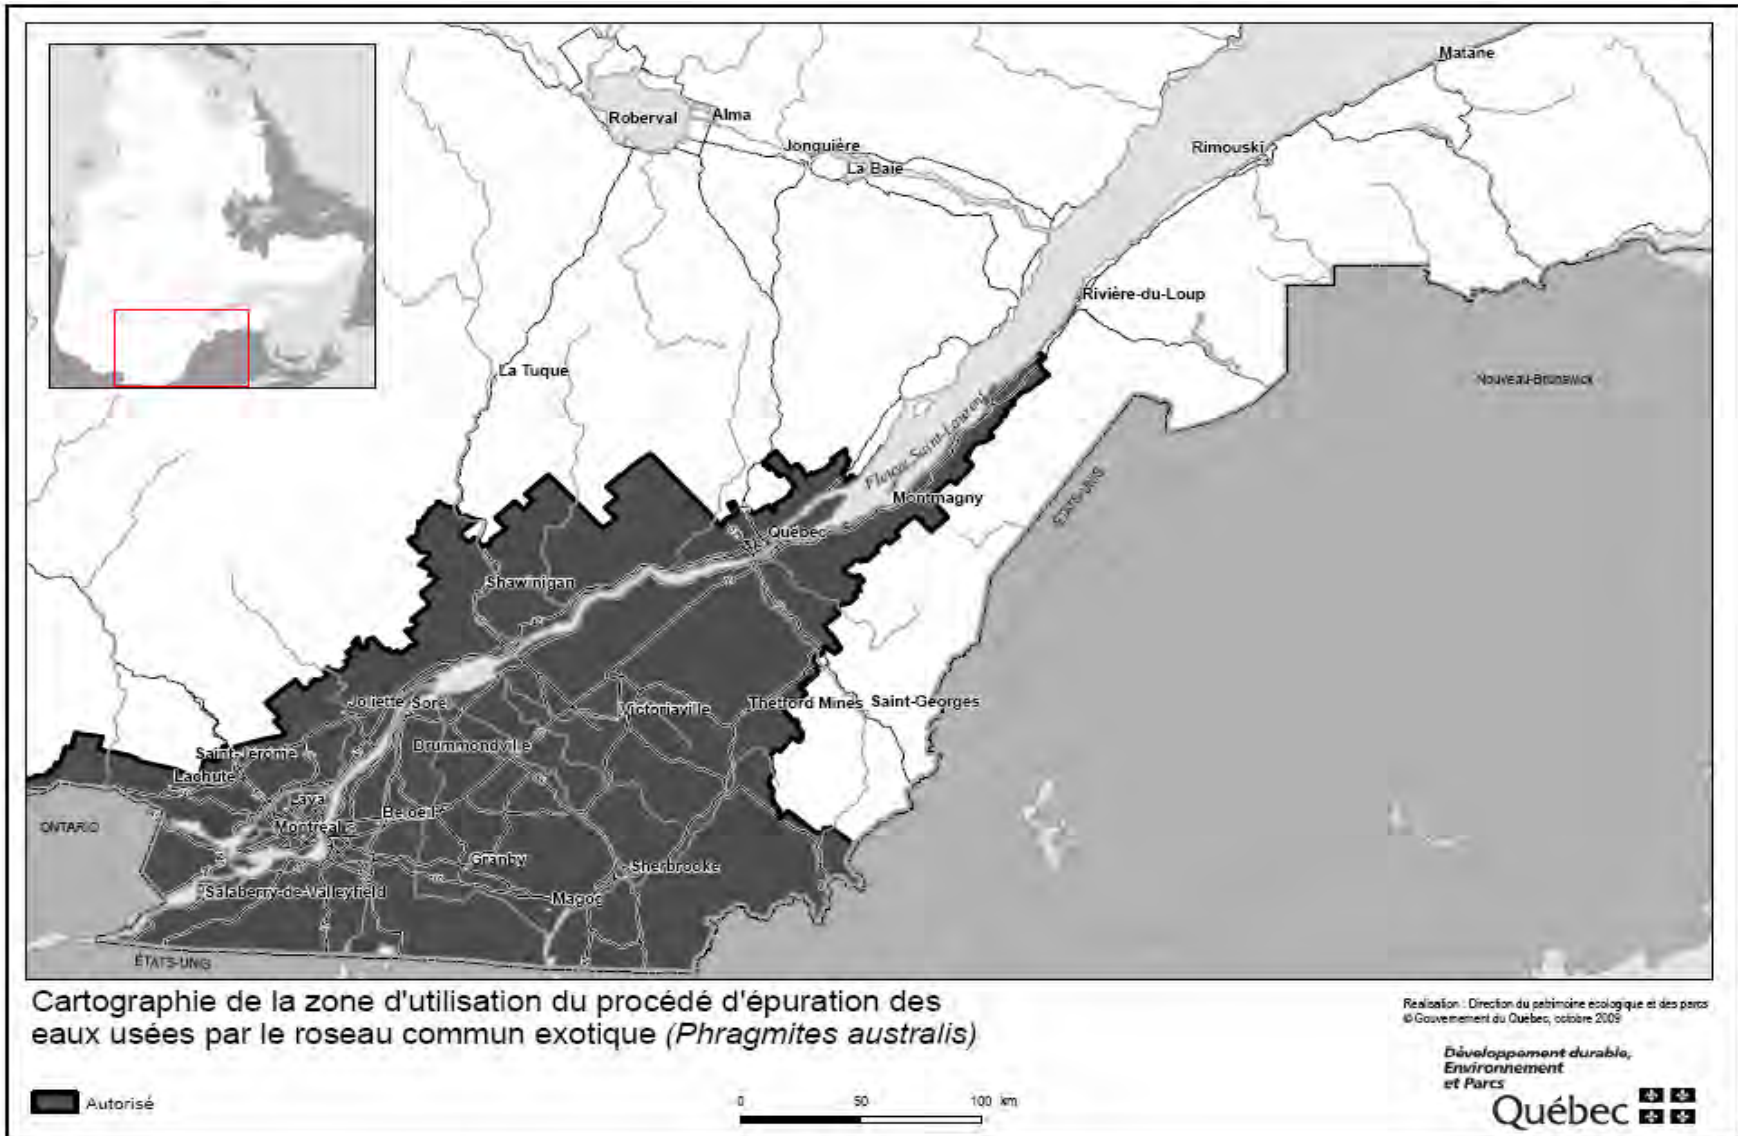 Matane
Roberval
Alma
Jonquière
La Baie
Rimouski
Rivière-du-Loup
La Tuque
Nouveau-Brunswick
Fleuve Saint-Laurent
Montmagny
ÉTATS-UNIS
Québec
Shawinigan
Joliette
Sore
Victoriaville
Thetford Mines
Saint-Georges
Drummondville
Saint-Jérôme
Lachute
Lava
Beloeil
ONTARIO
Montréal
Granby
Sherbrooke
Salaberry-de-Valleyfield
Magog
ÉTATS-UNIS
Cartographie de la zone d'utilisation du procédé d'épuration des
eaux usées par le roseau commun exotique (Phragmites australis)
Réalisation : Direction du patrimoine écologique et des parcs
© Gouvernement du Québec, octobre 2009
Développement durable,
Environnement
et Parcs
Québec
Autorisé
0 50 100 km